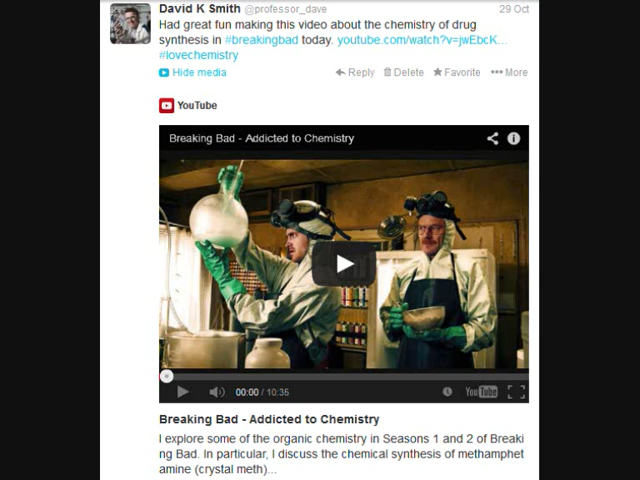 David K Smith @professor_dave 29 Oct
Had great fun making this video about the chemistry of drug
synthesis in #breakingbad today. youtube.com/watch?v=jwEbcK...
#lovechemistry
Hide media Reply Delete Favorite More
YouTube
Breaking Bad - Addicted to Chemistry
00:00 / 10:35 YouTube
Breaking Bad - Addicted to Chemistry
I explore some of the organic chemistry in Seasons 1 and 2 of Breaki
ng Bad. In particular, I discuss the chemical synthesis of methamphet
amine (crystal meth)...